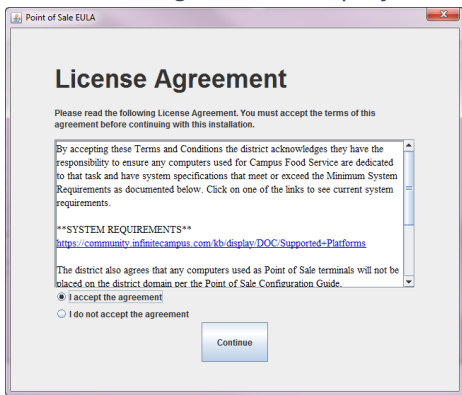 Point of Sale EULA
License Agreement
Please read the following License Agreement. You must accept the terms of this
agreement before continuing with this installation.
By accepting these Terms and Conditions the district acknowledges they have the
responsibility to ensure any computers used for Campus Food Service are dedicated
to that task and have system specifications that meet or exceed the Minimum System
Requirements as documented below. Click on one of the links to see current system
requirements.
**SYSTEM REQUIREMENTS**
https://community.infinitecampus.com/kb/display/DOC/Supported+Platforms
The district also agrees that any computers used as Point of Sale terminals will not be
placed on the district domain per the Point of Sale Configuration Guide.
I accept the agreement
I do not accept the agreement
Continue